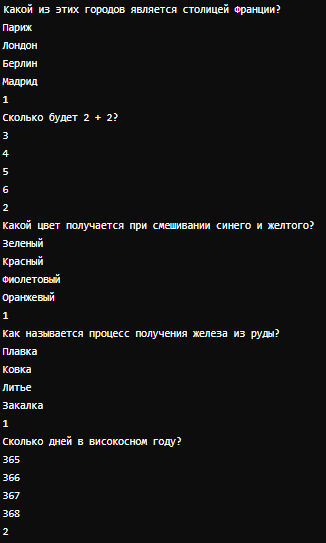 Какой из этих городов является столицей Франции?
Париж
Лондон
Берлин
Мадрид
1
Сколько будет 2 + 2?
3
4
5
6
2
Какой цвет получается при смешивании синего и желтого?
Зеленый
Красный
Фиолетовый
Оранжевый
1
Как называется процесс получения железа из руды?
Плавка
Ковка
Литье
Закалка
1
Сколько дней в високосном году?
365
366
367
368
2